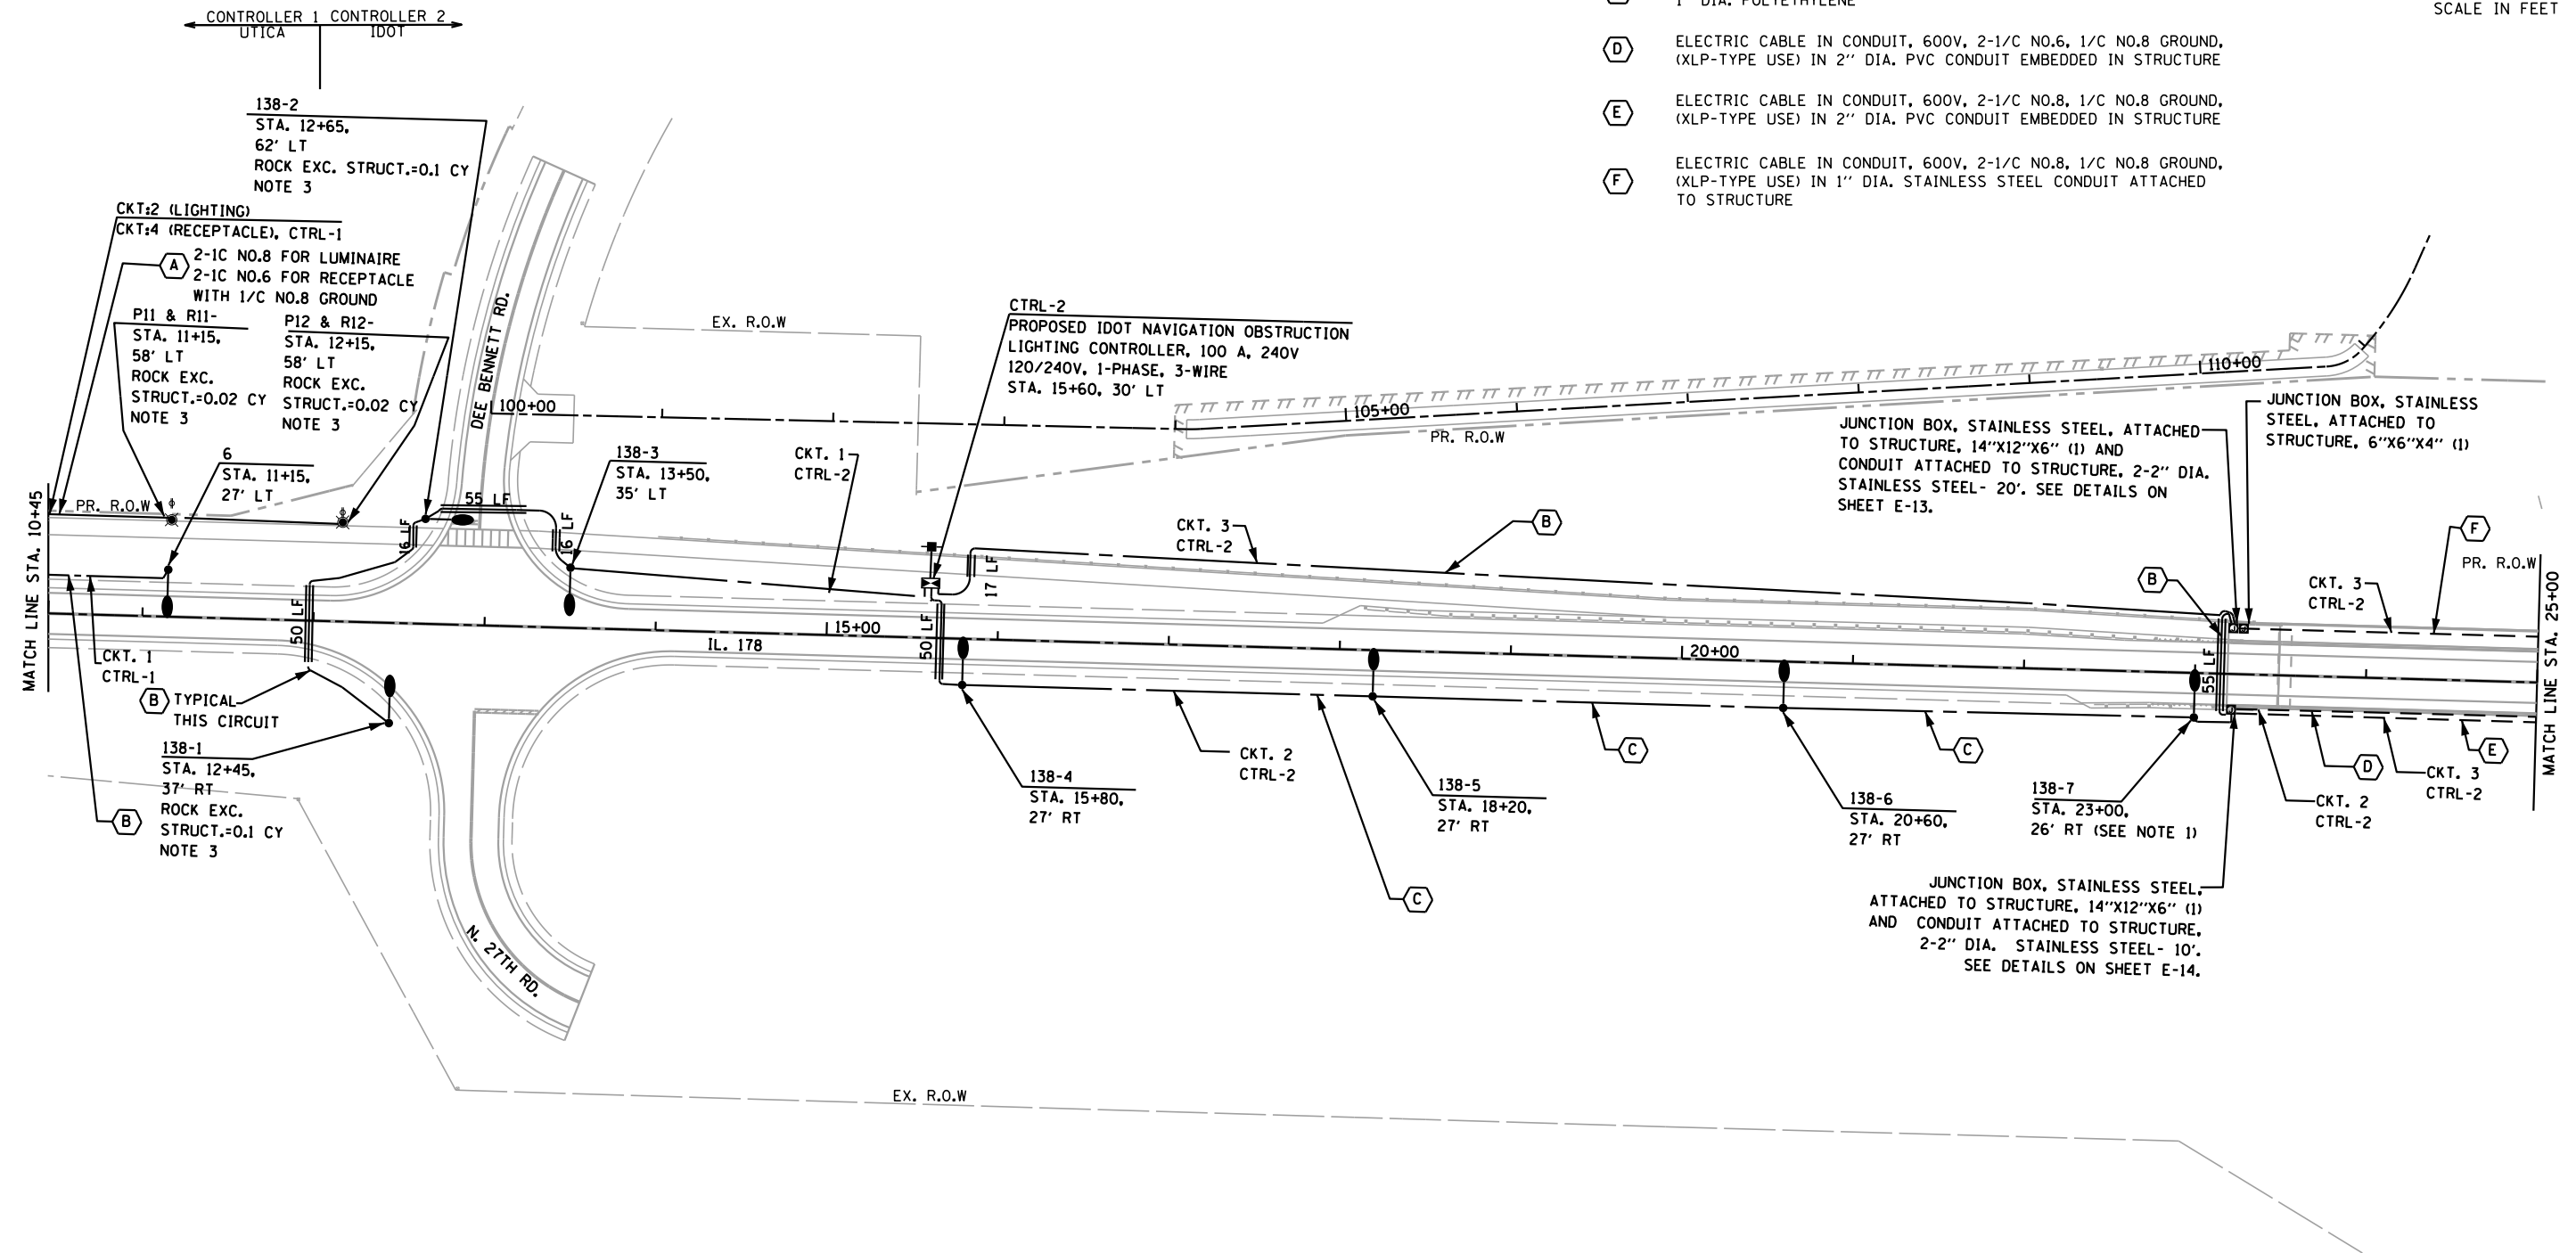 CONTROLLER 1 CONTROLLER 2
UTICA IDOT
SCALE IN FEET
D ELECTRIC CABLE IN CONDUIT, 600V, 2-1/C NO.6, 1/C NO.8 GROUND,
(XLP-TYPE USE) IN 2'' DIA. PVC CONDUIT EMBEDDED IN STRUCTURE
E ELECTRIC CABLE IN CONDUIT, 600V, 2-1/C NO.8, 1/C NO.8 GROUND,
(XLP-TYPE USE) IN 2'' DIA. PVC CONDUIT EMBEDDED IN STRUCTURE
F ELECTRIC CABLE IN CONDUIT, 600V, 2-1/C NO.8, 1/C NO.8 GROUND,
(XLP-TYPE USE) IN 1'' DIA. STAINLESS STEEL CONDUIT ATTACHED
TO STRUCTURE
138-2
STA. 12+65,
62' LT
ROCK EXC. STRUCT.=0.1 CY
NOTE 3
CKT:2 (LIGHTING)
CKT:4 (RECEPTACLE), CTRL-1
A 2-1C NO.8 FOR LUMINAIRE
2-1C NO.6 FOR RECEPTACLE
WITH 1/C NO.8 GROUND
P11 & R11-
STA. 11+15,
58' LT
ROCK EXC.
STRUCT.=0.02 CY
NOTE 3
P12 & R12-
STA. 12+15,
58' LT
ROCK EXC.
STRUCT.=0.02 CY
NOTE 3
6
STA. 11+15,
27' LT
DEE BENNETT RD.
EX. R.O.W
100+00
CTRL-2
PROPOSED IDOT NAVIGATION OBSTRUCTION
LIGHTING CONTROLLER, 100 A, 240V
120/240V, 1-PHASE, 3-WIRE
STA. 15+60, 30' LT
105+00
110+00
PR. R.O.W
138-3
STA. 13+50,
35' LT
CKT. 1
CTRL-2
JUNCTION BOX, STAINLESS STEEL, ATTACHED
TO STRUCTURE, 14''X12''X6'' (1) AND
CONDUIT ATTACHED TO STRUCTURE, 2-2'' DIA.
STAINLESS STEEL- 20'. SEE DETAILS ON
SHEET E-13.
JUNCTION BOX, STAINLESS
STEEL, ATTACHED TO
STRUCTURE, 6''X6''X4'' (1)
MATCH LINE STA. 10+45
PR. R.O.W
55 LF
16 LF
16 LF
CKT. 3
CTRL-2
B
F
PR. R.O.W
17 LF
B
CKT. 3
CTRL-2
50 LF
50 LF
15+00
IL. 178
20+00
55 LF
MATCH LINE STA. 25+00
CKT. 1
CTRL-1
B TYPICAL
THIS CIRCUIT
138-1
STA. 12+45,
37' RT
ROCK EXC.
STRUCT.=0.1 CY
NOTE 3
B
138-4
STA. 15+80,
27' RT
CKT. 2
CTRL-2
138-5
STA. 18+20,
27' RT
C
C
C
138-6
STA. 20+60,
27' RT
138-7
STA. 23+00,
26' RT (SEE NOTE 1)
D
E
CKT. 2
CTRL-2
CKT. 3
CTRL-2
JUNCTION BOX, STAINLESS STEEL,
ATTACHED TO STRUCTURE, 14''X12''X6'' (1)
AND CONDUIT ATTACHED TO STRUCTURE,
2-2'' DIA. STAINLESS STEEL- 10'.
SEE DETAILS ON SHEET E-14.
N. 27TH RD.
EX. R.O.W